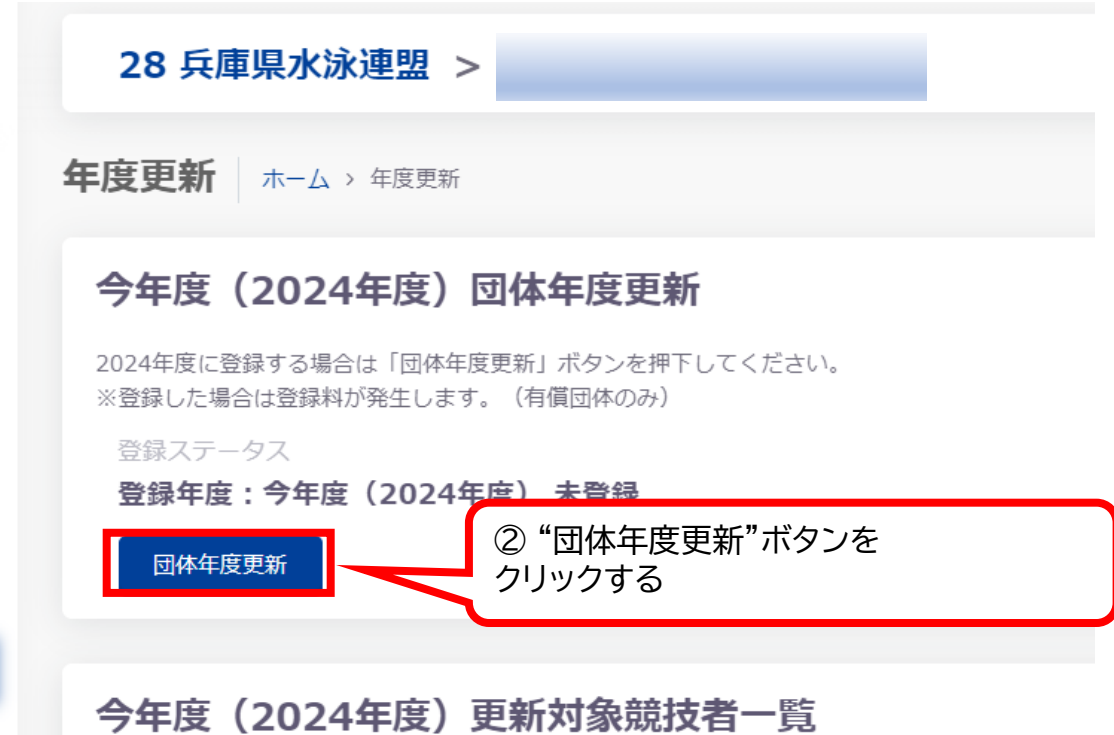 28 兵庫県水泳連盟 >
年度更新 ホーム > 年度更新
今年度（2024年度）団体年度更新
2024年度に登録する場合は「団体年度更新」ボタンを押下してください。
※登録した場合は登録料が発生します。（有償団体のみ）
登録ステータス
登録年度：今年度（2024年度） 未登録
団体年度更新
② “団体年度更新”ボタンを
クリックする
今年度（2024年度）更新対象競技者一覧